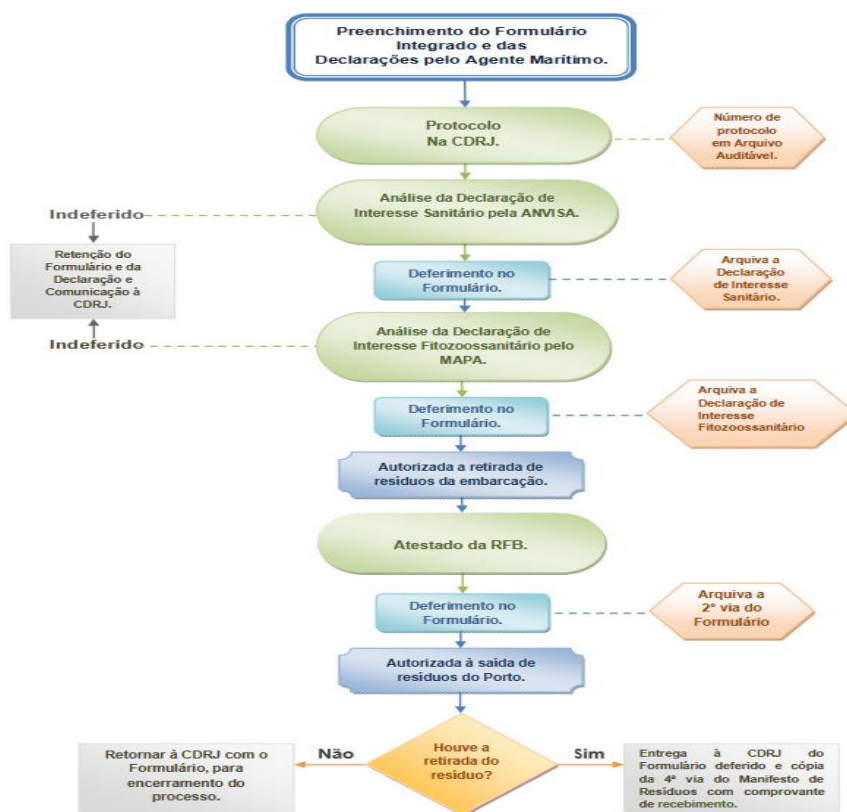 Preenchimento do Formulário
Integrado e das
Declarações pelo Agente Marítimo.
Protocolo
Na CDRJ.
Número de
protocolo
em Arquivo
Auditável.
Análise da Declaração de
Interesse Sanitário pela ANVISA.
Indeferido
Retenção do
Formulário e da
Declaração e
Comunicação à
CDRJ.
Indeferido
Deferimento no
Formulário.
Arquiva a
Declaração
de Interesse
Sanitário.
Análise da Declaração de
Interesse Fitozoossanitário pelo
MAPA.
Deferimento no
Formulário.
Arquiva a
Declaração de
Interesse
Fitozoossanitário
Autorizada a retirada de
resíduos da embarcação.
Atestado da RFB.
Deferimento no
Formulário.
Arquiva a
2ª via do
Formulário
Autorizada à saída de
resíduos do Porto.
Houve a
retirada do
resíduo?
Não
Retornar à CDRJ com o
Formulário, para
encerramento do
processo.
Sim
Entrega à CDRJ do
Formulário deferido e cópia
da 4ª via do Manifesto de
Resíduos com comprovante
de recebimento.